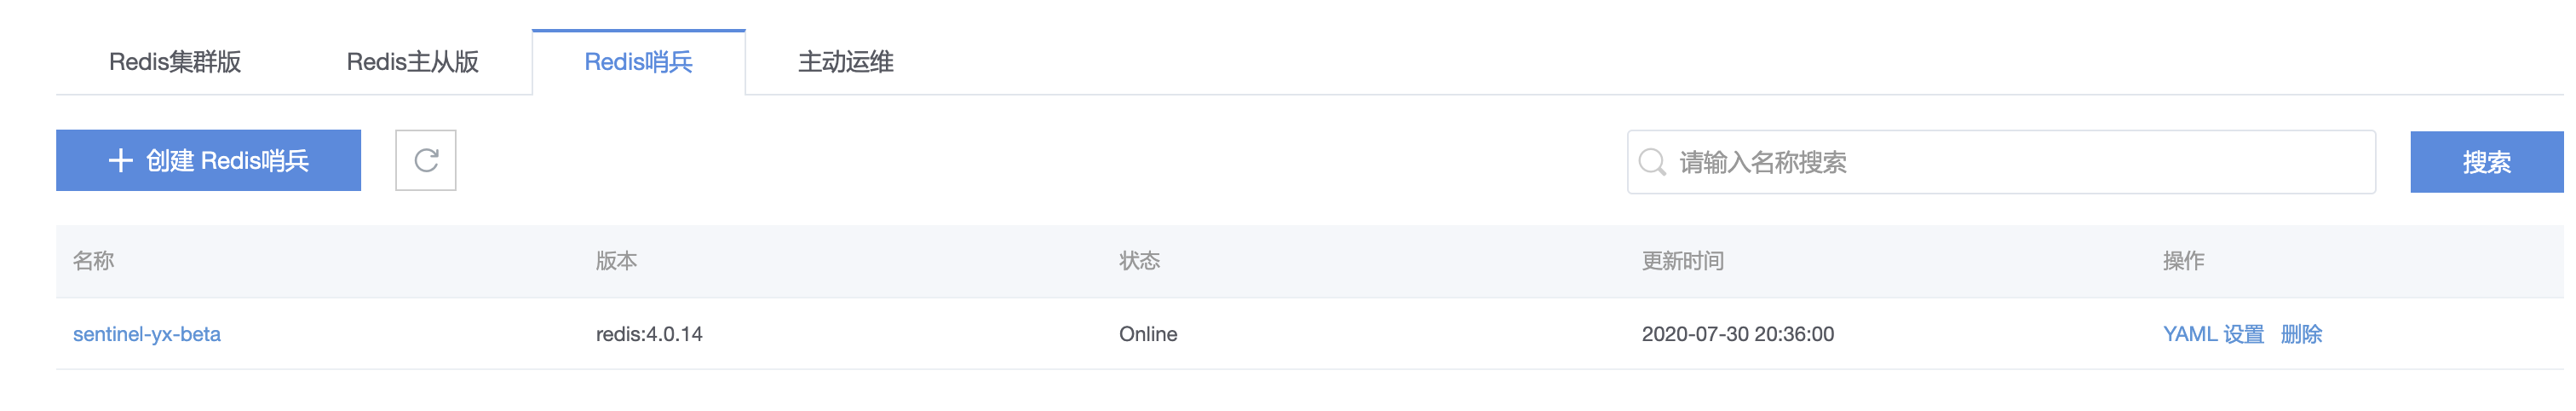 Redis集群版 Redis主从版 Redis哨兵 主动运维
创建 Redis哨兵 请输入名称搜索 搜索
名称 版本 状态 更新时间 操作
sentinel-yx-beta redis:4.0.14 Online 2020-07-30 20:36:00 YAML 设置 删除